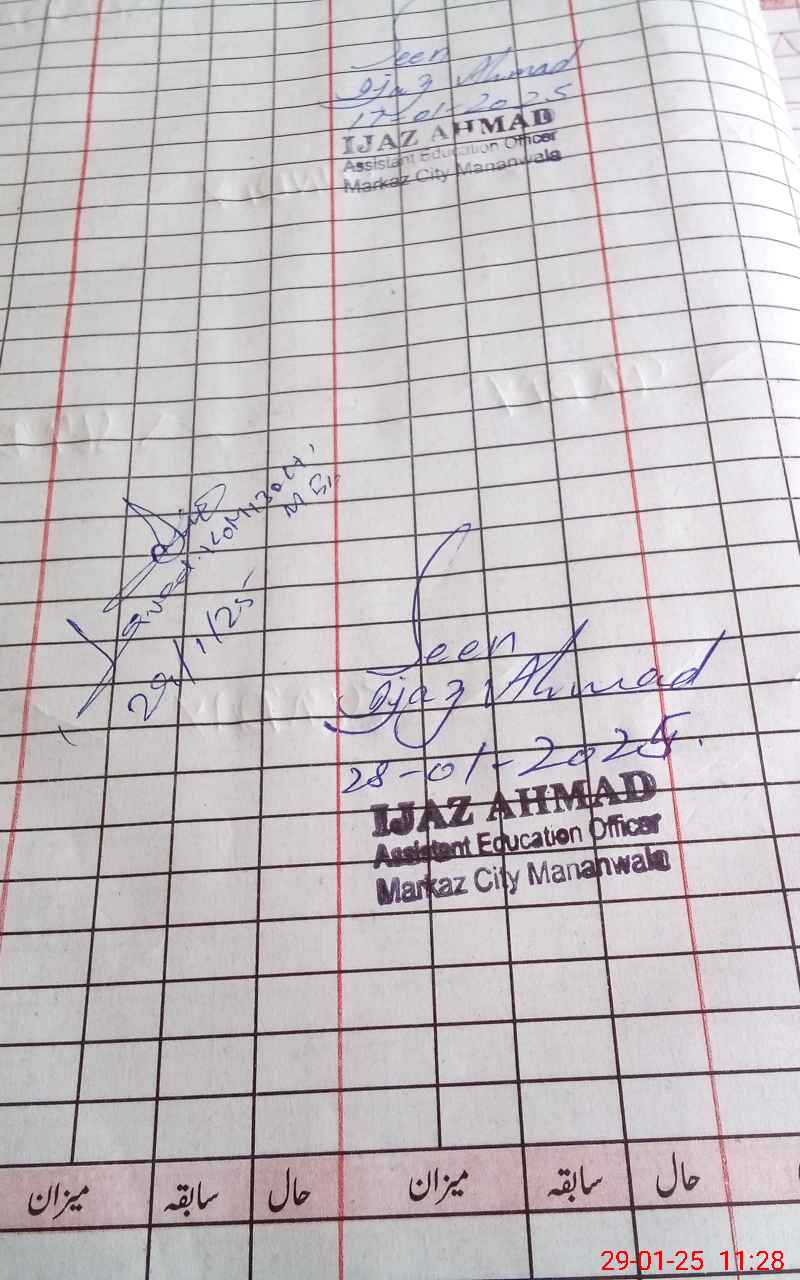 Seen
Ijaz Ahmad
17-01-2025
IJAZ AHMAD
Assistant Education Officer
Markaz City Mananwala
29/1/25
Seen
Ijaz Ahmad
28-01-2025
IJAZ AHMAD
Assistant Education Officer
Markaz City Mananwala
حال سابقہ میزان حال سابقہ میزان
29-01-25 11:28